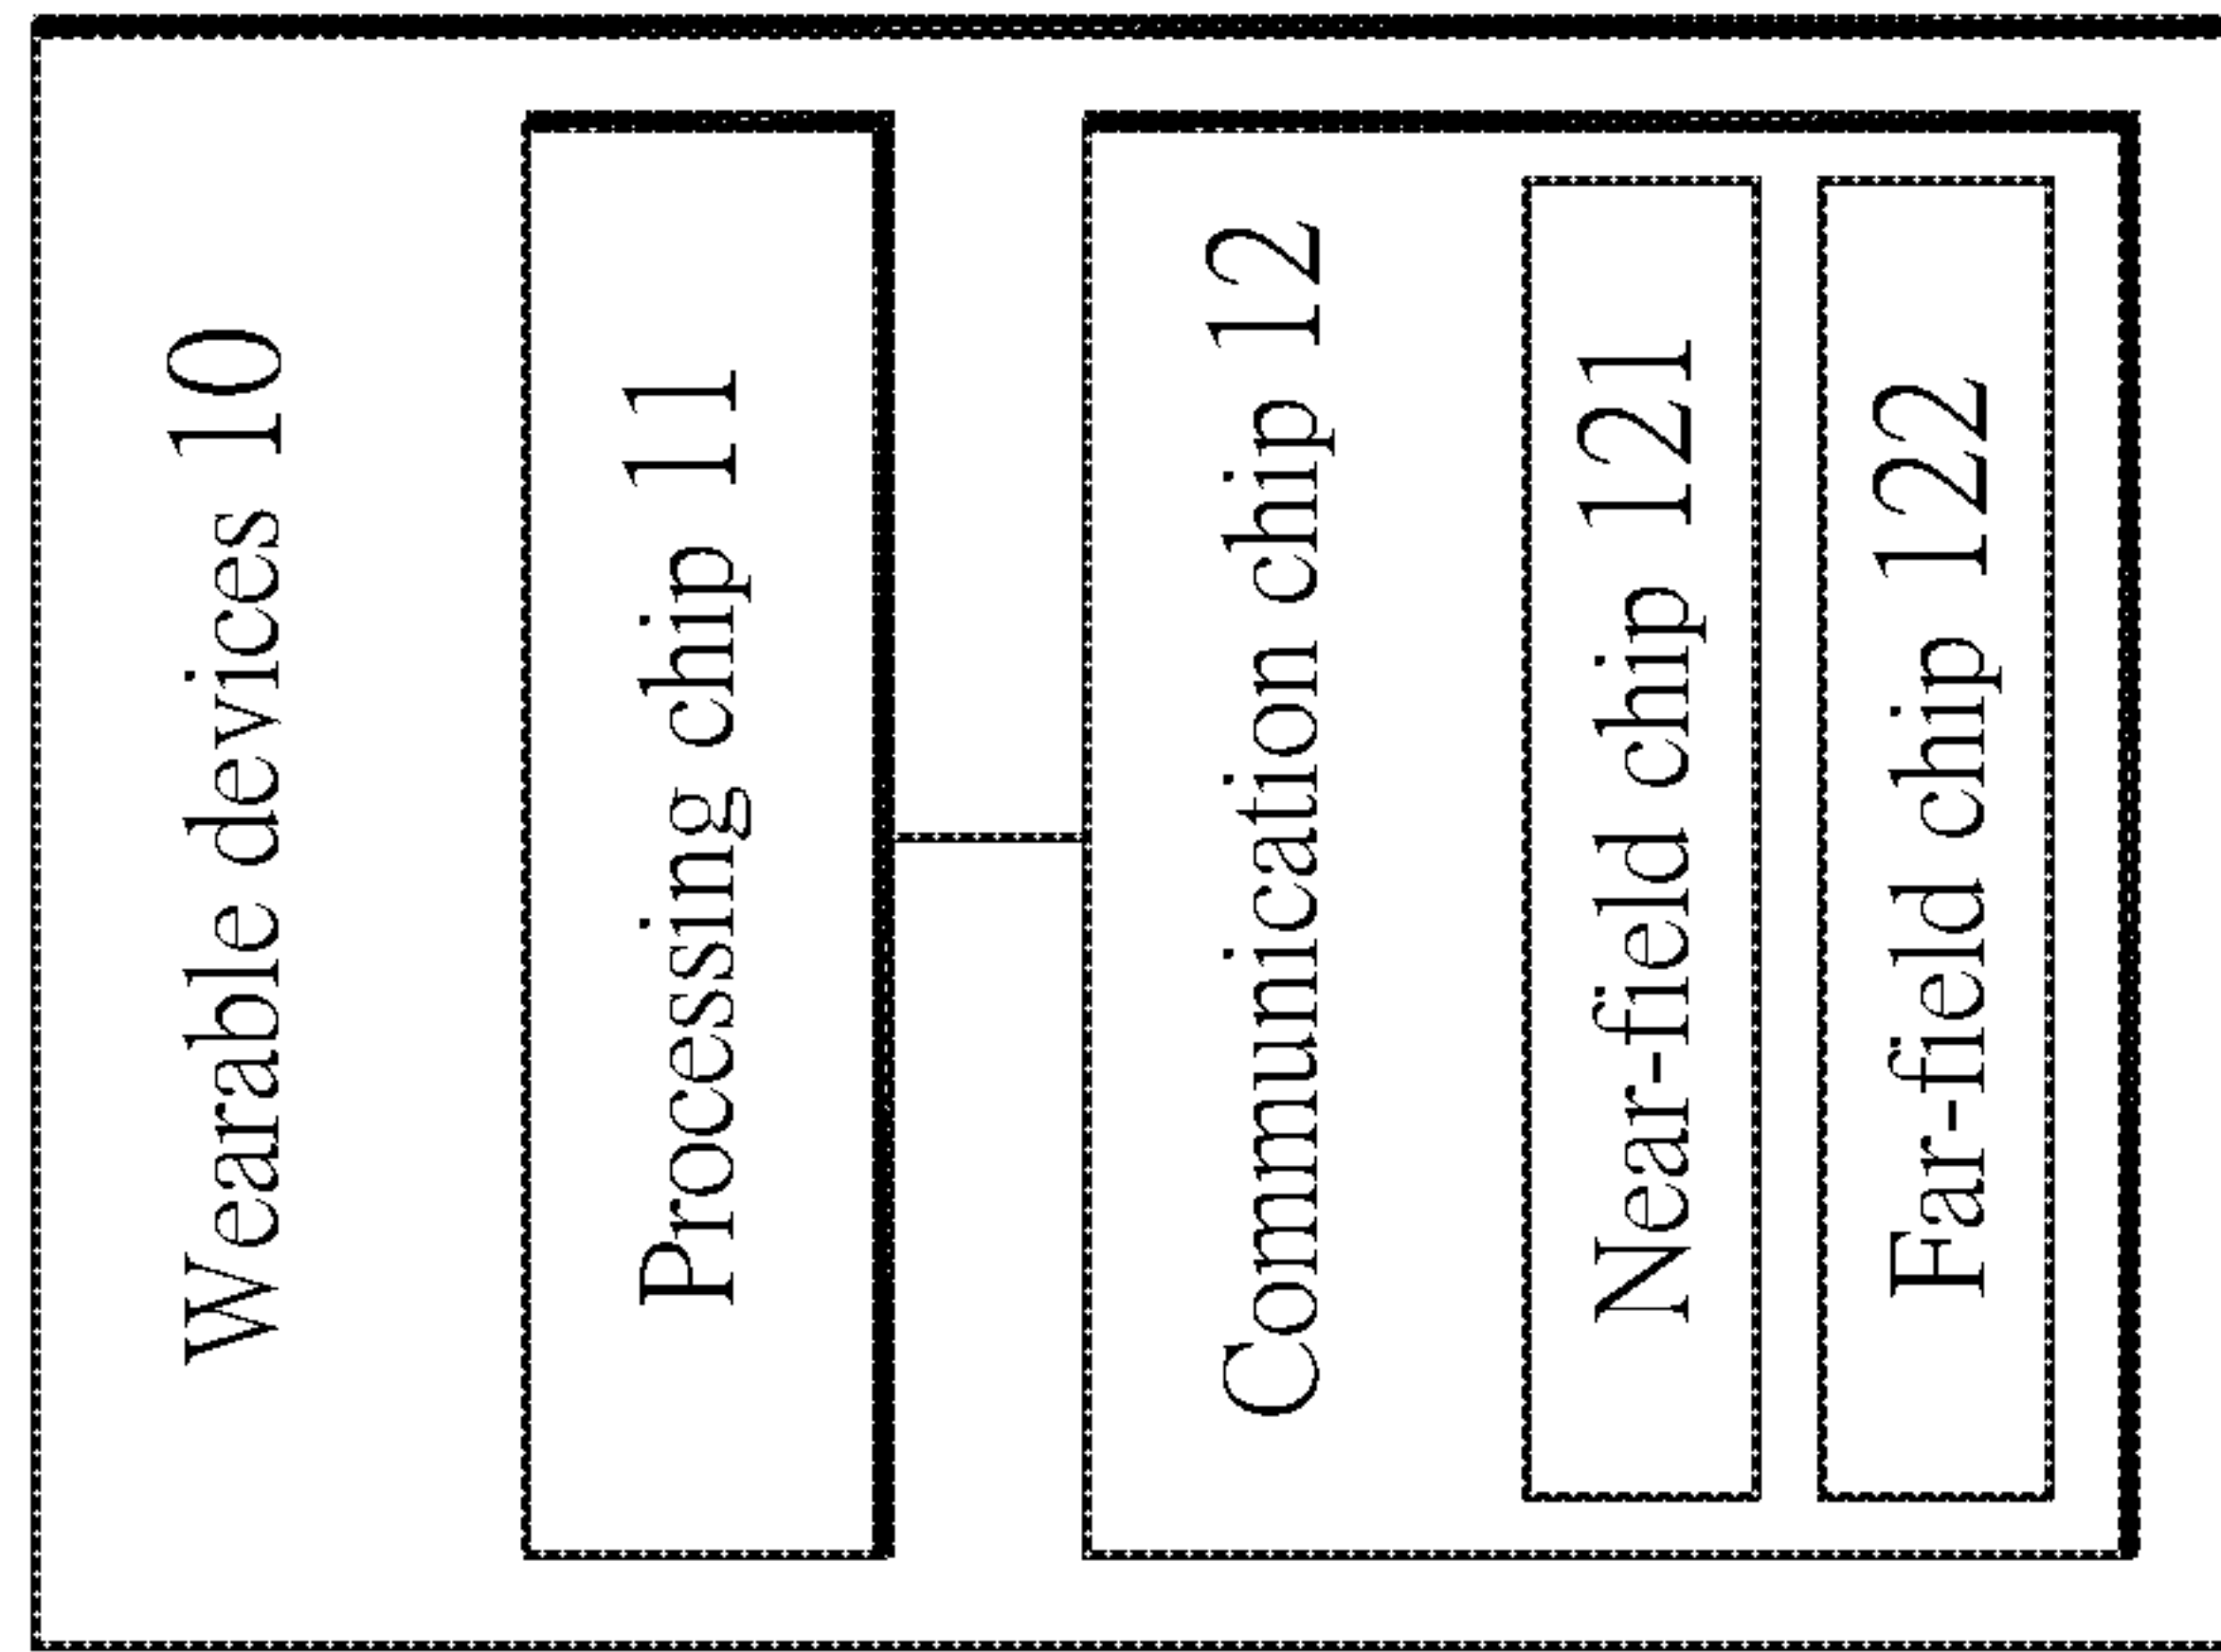 Wearable devices 10
Processing chip 11
Communication chip 12
Near-field chip 121
Far-field chip 122